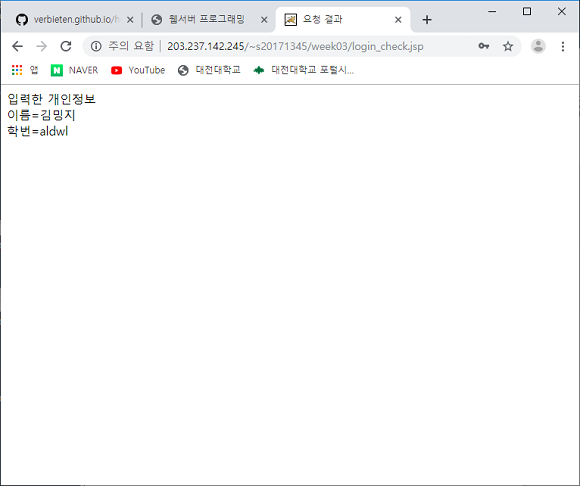 verbieten.github.io/h
웹서버 프로그래밍
요청 결과
주의 요함 | 203.237.142.245/~s20171345/week03/login_check.jsp
앱 NAVER YouTube 대전대학교 대전대학교 포털시...
입력한 개인정보
이름=김밍지
학번=aldwl